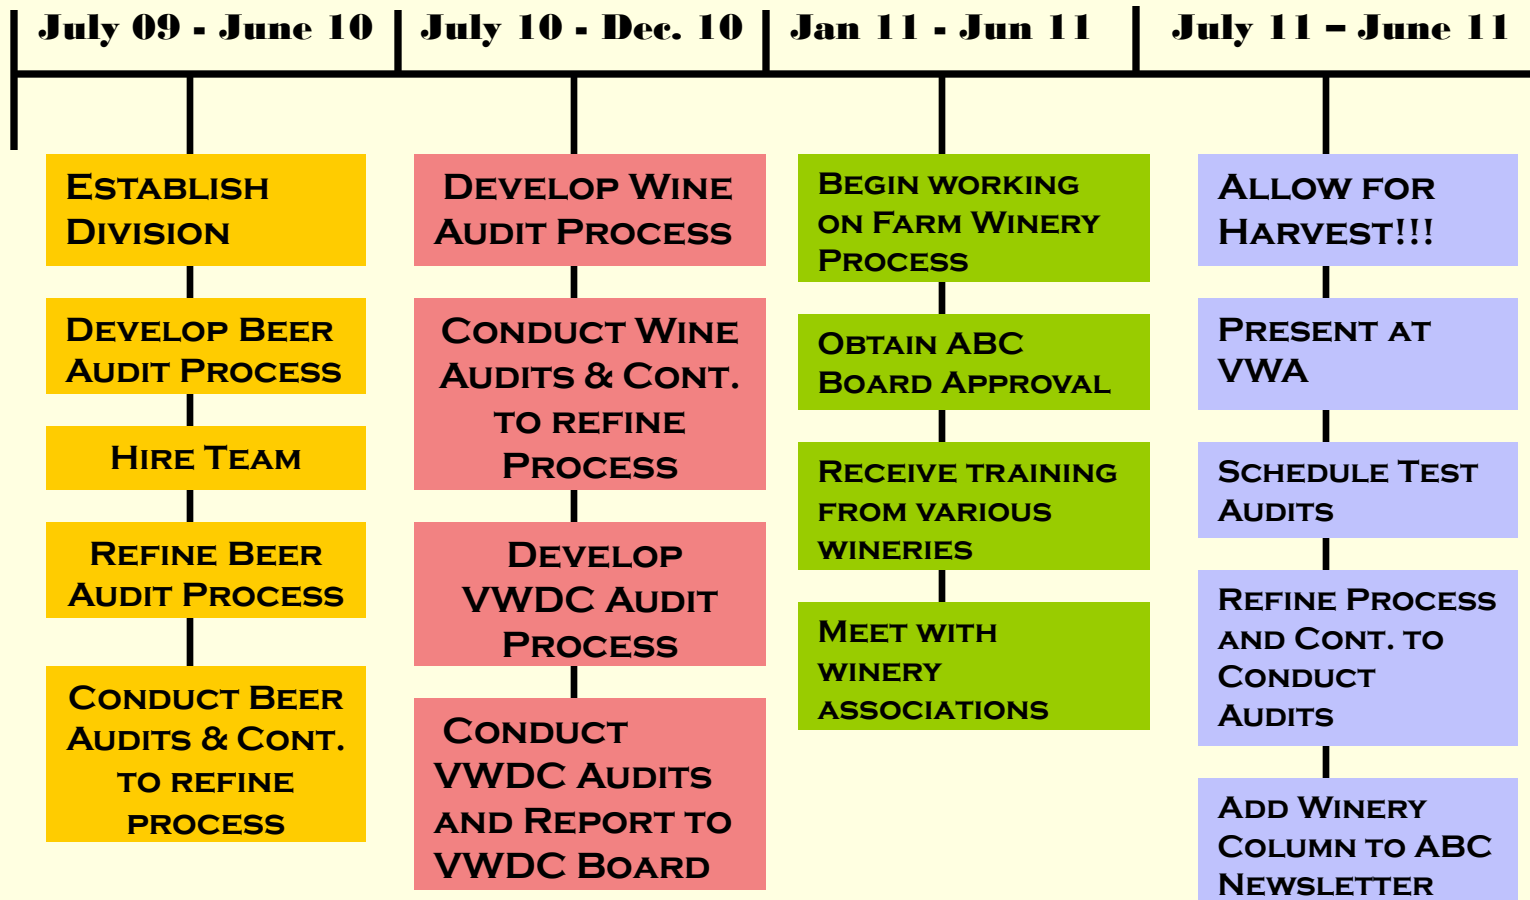 July 09 - June 10
July 10 - Dec. 10
Jan 11 - Jun 11
July 11 – June 11
Establish
Division
Develop Beer
Audit Process
Hire Team
Refine Beer
Audit Process
Conduct Beer
Audits & Cont.
to refine
process
Develop Wine
Audit Process
Conduct Wine
Audits & Cont.
to refine
Process
Develop
VWDC Audit
Process
Conduct
VWDC Audits
and Report to
VWDC Board
Begin working
on Farm Winery
Process
Obtain ABC
Board Approval
Receive training
from various
wineries
Meet with
winery
associations
Allow for
Harvest!!!
Present at
VWA
Schedule Test
Audits
Refine Process
and Cont. to
Conduct
Audits
Add Winery
Column to ABC
Newsletter